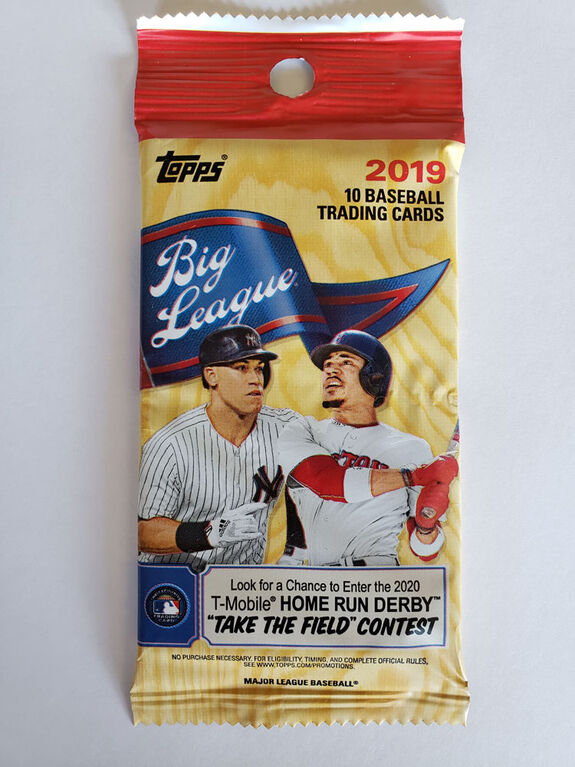 Topps®
2019
10 BASEBALL
TRADING CARDS
Big
League
NY
Look for a Chance to Enter the 2020
T-Mobile® HOME RUN DERBY™
"TAKE THE FIELD" CONTEST
NO PURCHASE NECESSARY. FOR ELIGIBILITY, TIMING, AND COMPLETE OFFICIAL RULES,
SEE WWW.TOPPS.COM/PROMOTIONS.
MAJOR LEAGUE BASEBALL®